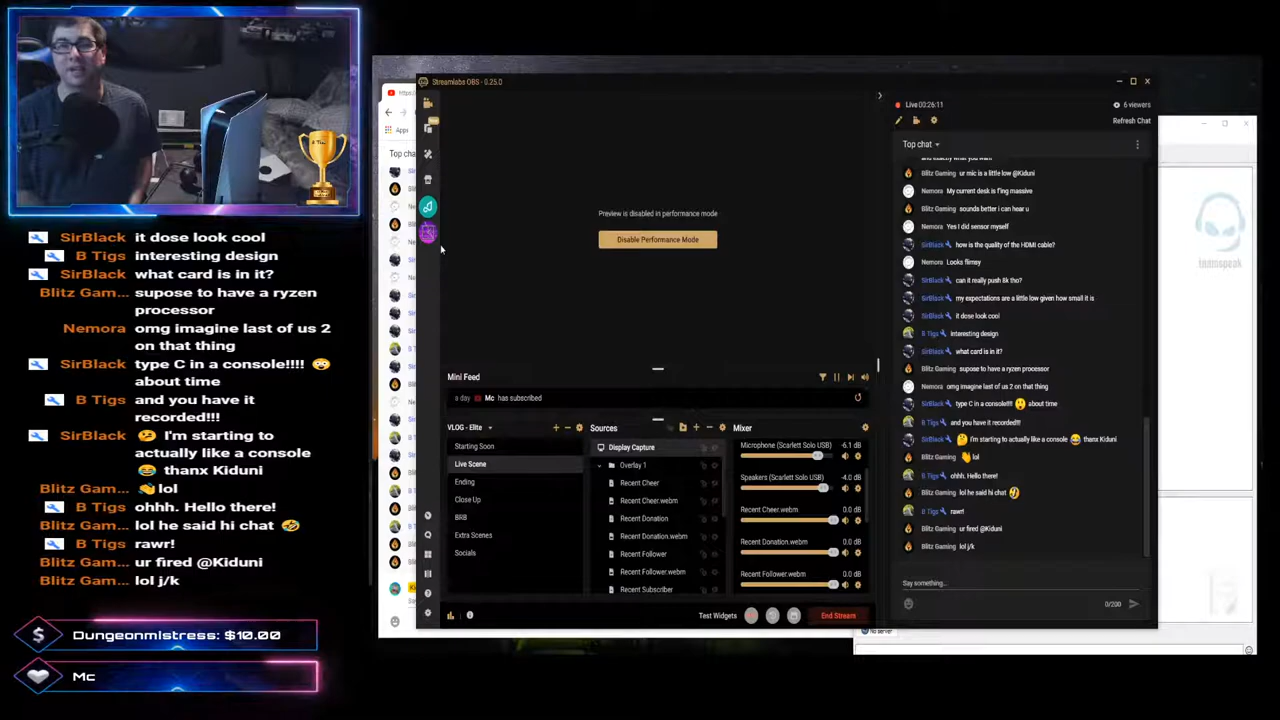 SirBlack it dose look cool
B Tigs interesting design
SirBlack what card is in it?
Blitz Gam... supose to have a ryzen
processor
Nemora omg imagine last of us 2
on that thing
SirBlack type C in a console!!!! 😲
about time
B Tigs and you have it
recorded!!!
SirBlack 🤔 I'm starting to
actually like a console
😂 thanx Kiduni
Blitz Gam... 👋 lol
B Tigs ohhh. Hello there!
Blitz Gam... lol he said hi chat 🤣
B Tigs rawr!
Blitz Gam... ur fired @Kiduni
Blitz Gam... lol j/k
$ DungeonmIstress: $10.00
Mc
Top cha
Streamlabs OBS - 0.25.0
Preview is disabled in performance mode
Disable Performance Mode
Mini Feed
a day Mc has subscribed
VLOG - Elite
Starting Soon
Live Scene
Ending
Close Up
BRB
Extra Scenes
Socials
Sources
Display Capture
Overlay 1
Recent Cheer
Recent Cheer.webm
Recent Donation
Recent Donation.webm
Recent Follower
Recent Follower.webm
Recent Subscriber
Mixer
Microphone (Scarlett Solo USB) -6.1 dB
Speakers (Scarlett Solo USB) -4.0 dB
Recent Cheer.webm 0.0 dB
Recent Donation.webm 0.0 dB
Recent Follower.webm 0.0 dB
Test Widgets
End Stream
Live 00:26:11 6 viewers
Refresh Chat
Top chat
Blitz Gaming ur mic is a little low @Kiduni
Nemora My current desk is f'ing massive
Blitz Gaming sounds better i can hear u
Nemora Yes I did sensor myself
SirBlack how is the quality of the HDMI cable?
Nemora Looks flimsy
SirBlack can it really push 8k tho?
SirBlack my expectations are a little low given how small it is
SirBlack it dose look cool
B Tigs Interesting design
SirBlack what card is in it?
Blitz Gaming supose to have a ryzen processor
Nemora omg imagine last of us 2 on that thing
SirBlack type C in a console!!!! 😲 about time
B Tigs and you have it recorded!!!
SirBlack 🤔 I'm starting to actually like a console 😂 thanx Kiduni
Blitz Gaming 👋 lol
B Tigs ohhh. Hello there!
Blitz Gaming lol he said hi chat 🤣
B Tigs rawr!
Blitz Gaming ur fired @Kiduni
Blitz Gaming lol j/k
Say something...
0/200
teamspeak
No server